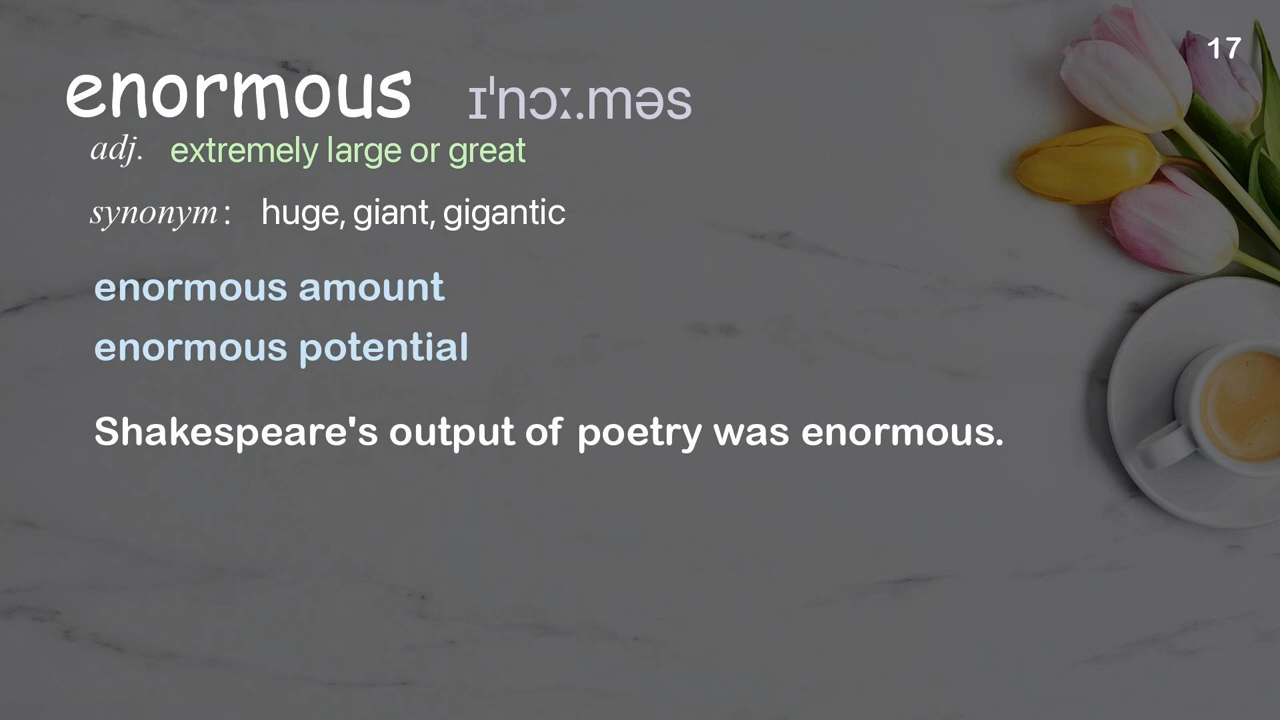 17
enormous ɪˈnɔː.məs
adj. extremely large or great
synonym: huge, giant, gigantic
enormous amount
enormous potential
Shakespeare's output of poetry was enormous.